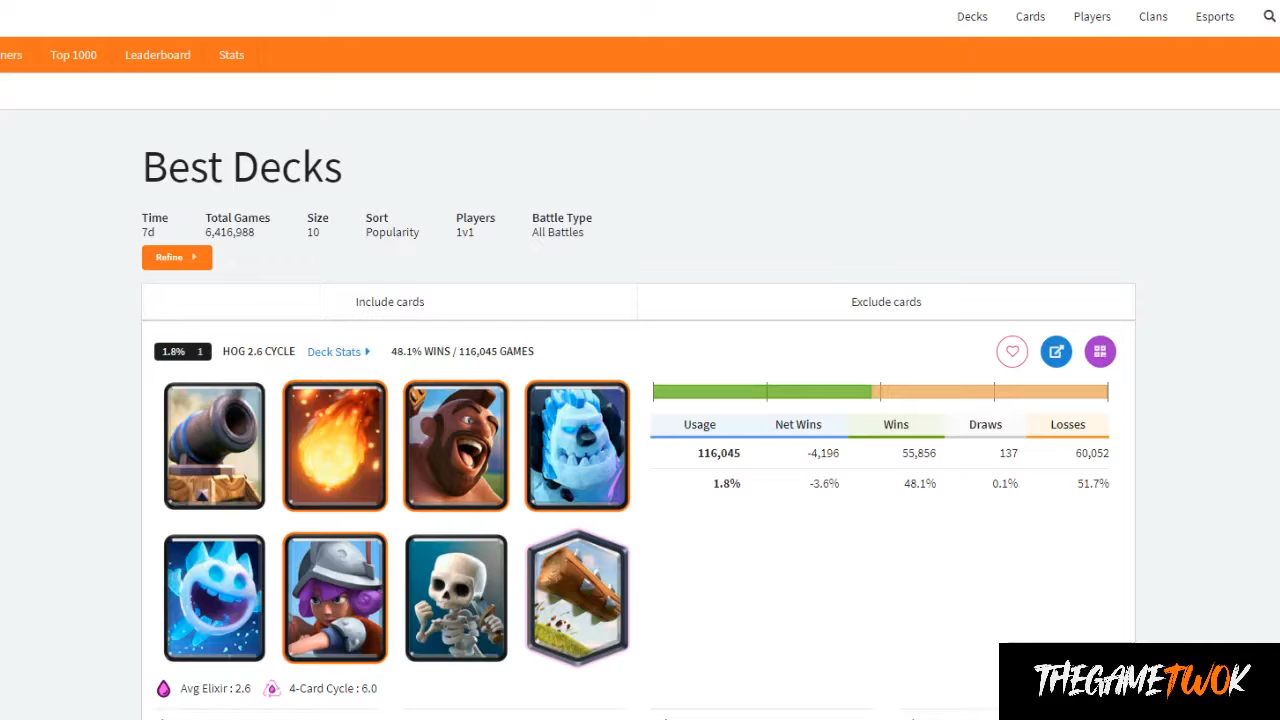 Decks Cards Players Clans Esports
ners Top 1000 Leaderboard Stats
Best Decks
Time Total Games Size Sort Players Battle Type
7d 6,416,988 10 Popularity 1v1 All Battles
Refine
Include cards Exclude cards
1.8% 1 HOG 2.6 CYCLE Deck Stats 48.1% WINS / 116,045 GAMES
Usage Net Wins Wins Draws Losses
116,045 -4,196 55,856 137 60,052
1.8% -3.6% 48.1% 0.1% 51.7%
Avg Elixir : 2.6 4-Card Cycle : 6.0
THEGAMETWOK